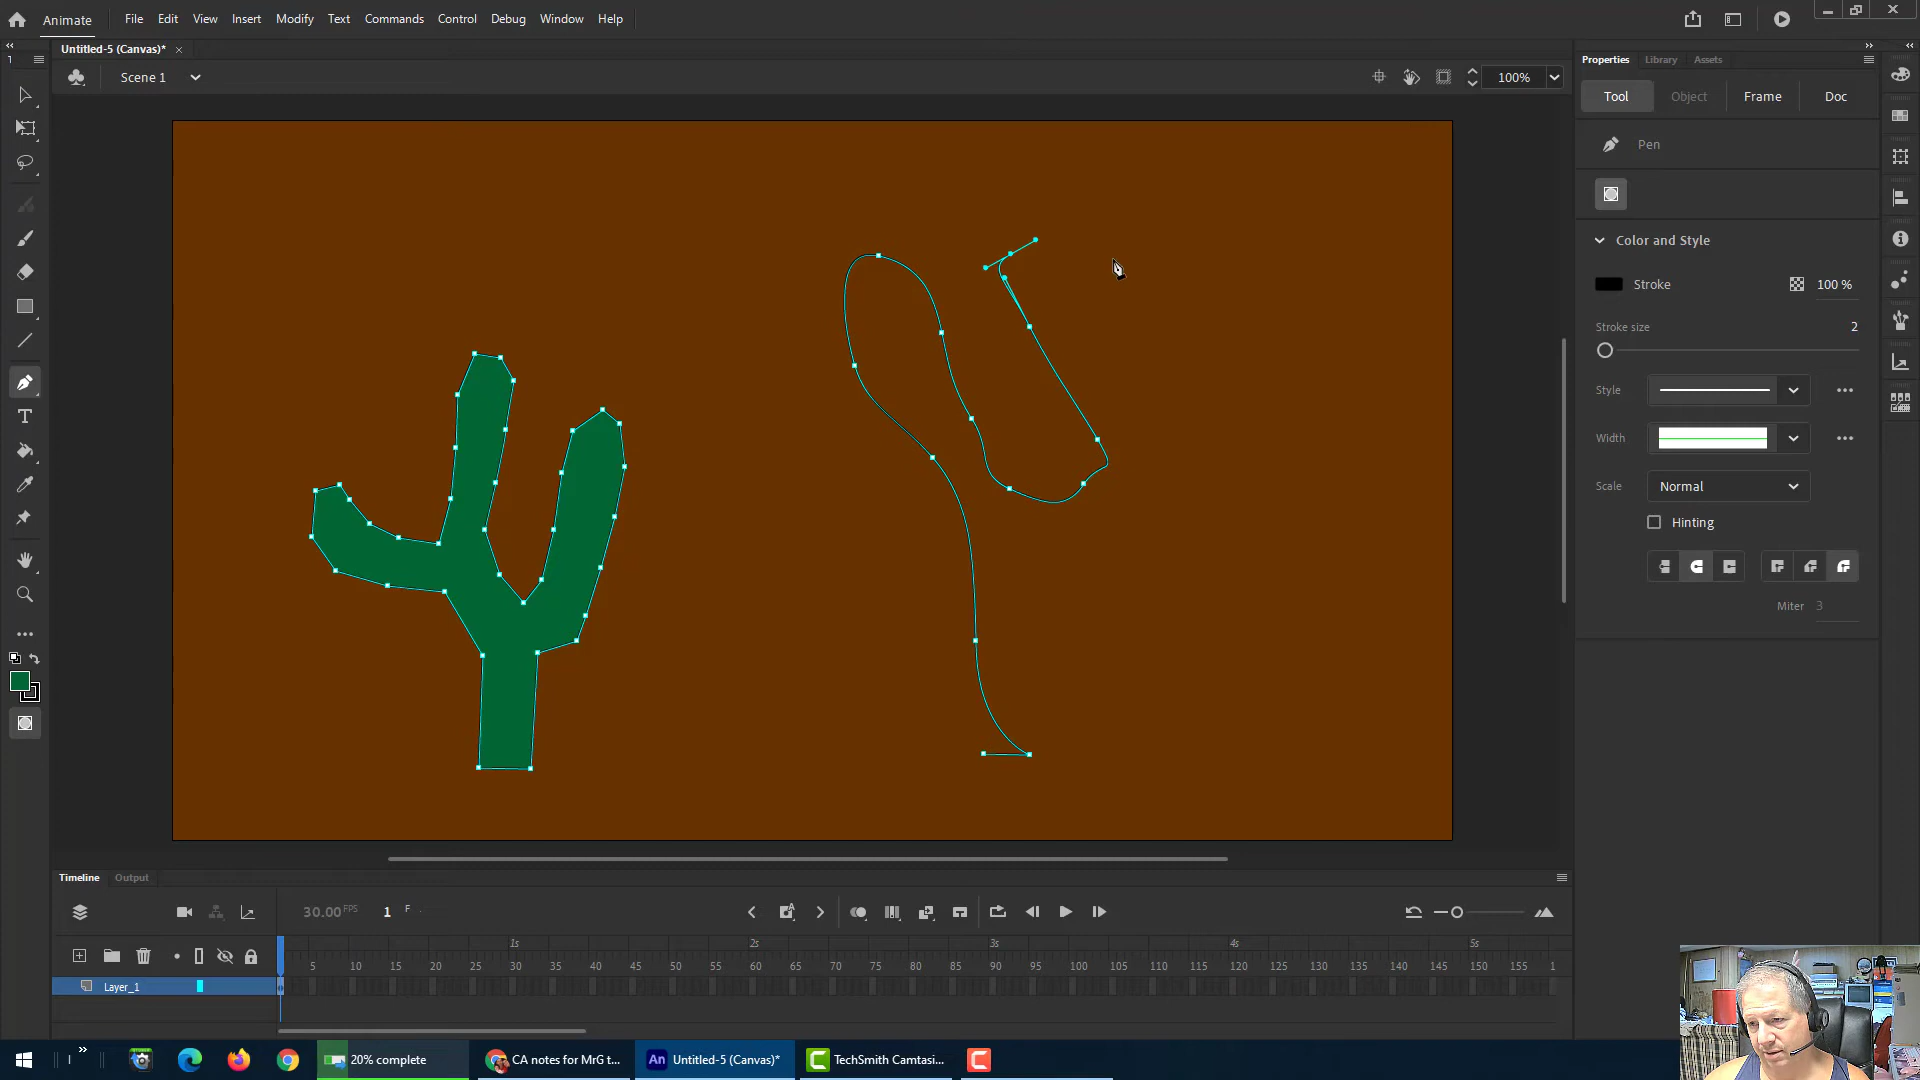 Animate File Edit View Insert Modify Text Commands Control Debug Window Help
Untitled-5 (Canvas)* ×
Properties Library Assets
Scene 1 100%
Tool Object Frame Doc
Pen
Color and Style
Stroke 100 %
Stroke size 2
Style
Width
Scale Normal
Hinting
Miter 3
T
Timeline Output
30.00 FPS 1 F
1s 2s 3s 4s 5s
5 10 15 20 25 30 35 40 45 50 55 60 65 70 75 80 85 90 95 100 105 110 115 120 125 130 135 140 145 150 155 1
Layer_1
20% complete CA notes for MrG t... An Untitled-5 (Canvas)* TechSmith Camtasi...